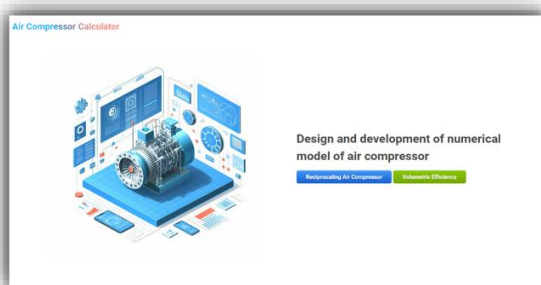 Air Compressor Calculator
Design and development of numerical
model of air compressor
Reciprocating Air Compressor
Volumetric Efficiency